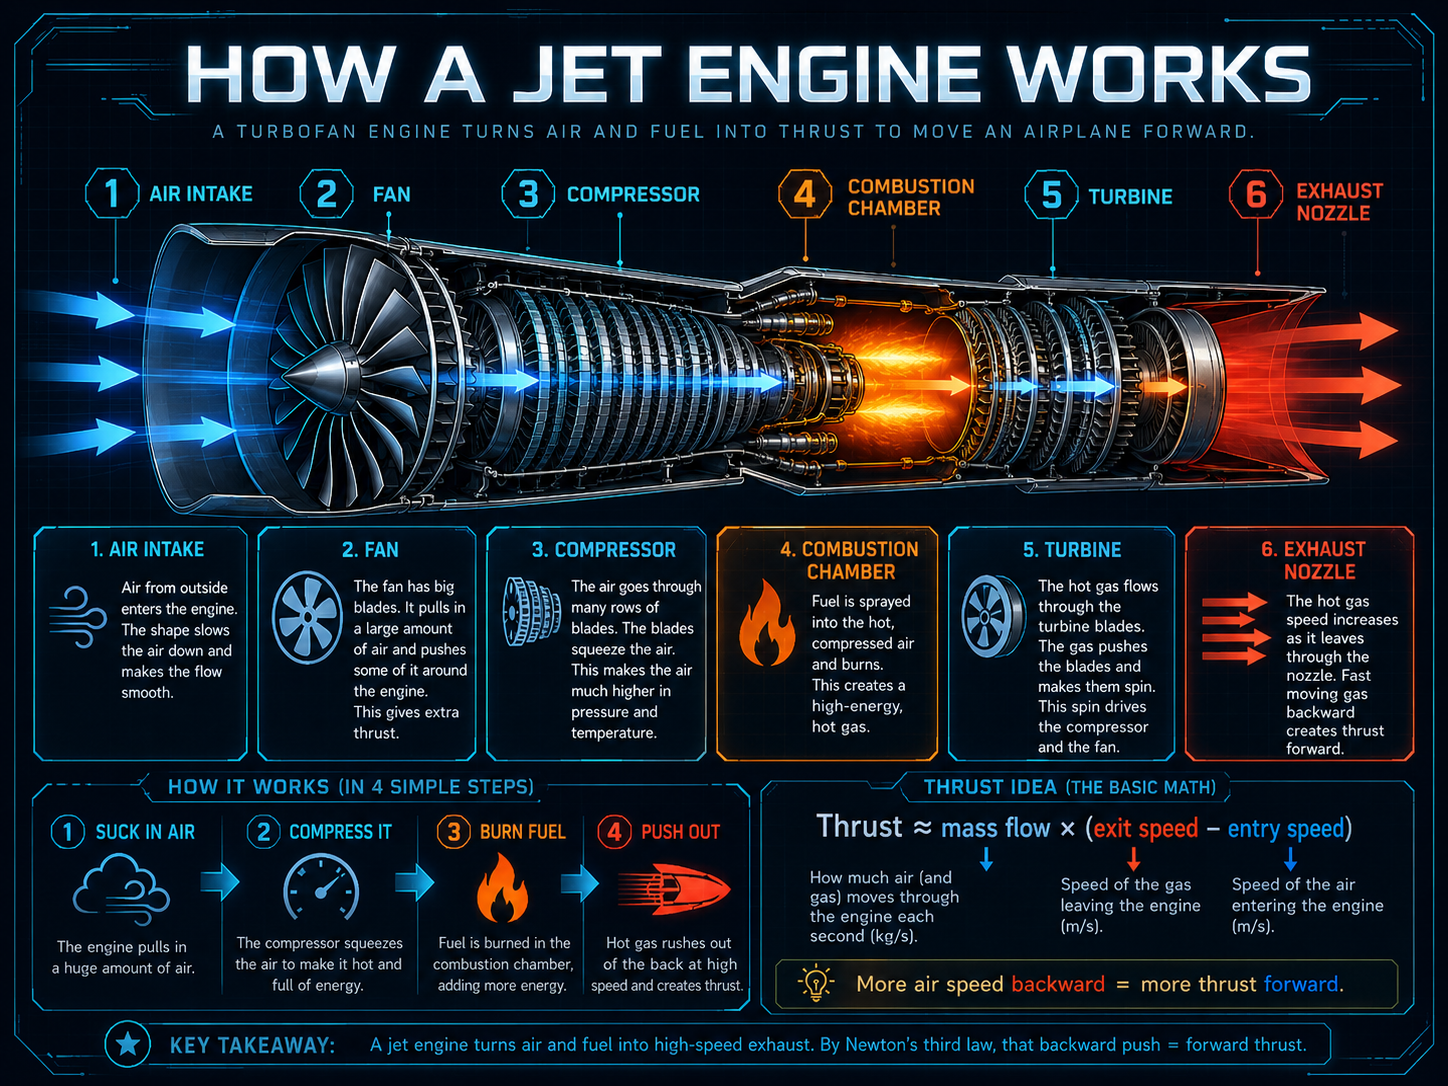 HOW A JET ENGINE WORKS
A TURBOFAN ENGINE TURNS AIR AND FUEL INTO THRUST TO MOVE AN AIRPLANE FORWARD.
1 AIR INTAKE
2 FAN
3 COMPRESSOR
4 COMBUSTION
CHAMBER
5 TURBINE
6 EXHAUST
NOZZLE
1. AIR INTAKE
Air from outside
enters the engine.
The shape slows
the air down and
makes the flow
smooth.
2. FAN
The fan has big
blades. It pulls in
a large amount
of air and pushes
some of it around
the engine.
This gives extra
thrust.
3. COMPRESSOR
The air goes through
many rows of
blades. The blades
squeeze the air.
This makes the air
much higher in
pressure and
temperature.
4. COMBUSTION
CHAMBER
Fuel is sprayed
into the hot,
compressed air
and burns.
This creates a
high-energy,
hot gas.
5. TURBINE
The hot gas flows
through the
turbine blades.
The gas pushes
the blades and
makes them spin.
This spin drives
the compressor
and the fan.
6. EXHAUST
NOZZLE
The hot gas
speed increases
as it leaves
through the
nozzle. Fast
moving gas
backward
creates thrust
forward.
HOW IT WORKS (IN 4 SIMPLE STEPS)
1 SUCK IN AIR
The engine pulls in
a huge amount of air.
2 COMPRESS IT
The compressor squeezes
the air to make it hot and
full of energy.
3 BURN FUEL
Fuel is burned in the
combustion chamber,
adding more energy.
4 PUSH OUT
Hot gas rushes out
of the back at high
speed and creates thrust.
THRUST IDEA (THE BASIC MATH)
Thrust ≈ mass flow × (exit speed – entry speed)
How much air (and
gas) moves through
the engine each
second (kg/s).
Speed of the gas
leaving the engine
(m/s).
Speed of the air
entering the engine
(m/s).
More air speed backward = more thrust forward.
KEY TAKEAWAY: A jet engine turns air and fuel into high-speed exhaust. By Newton's third law, that backward push = forward thrust.